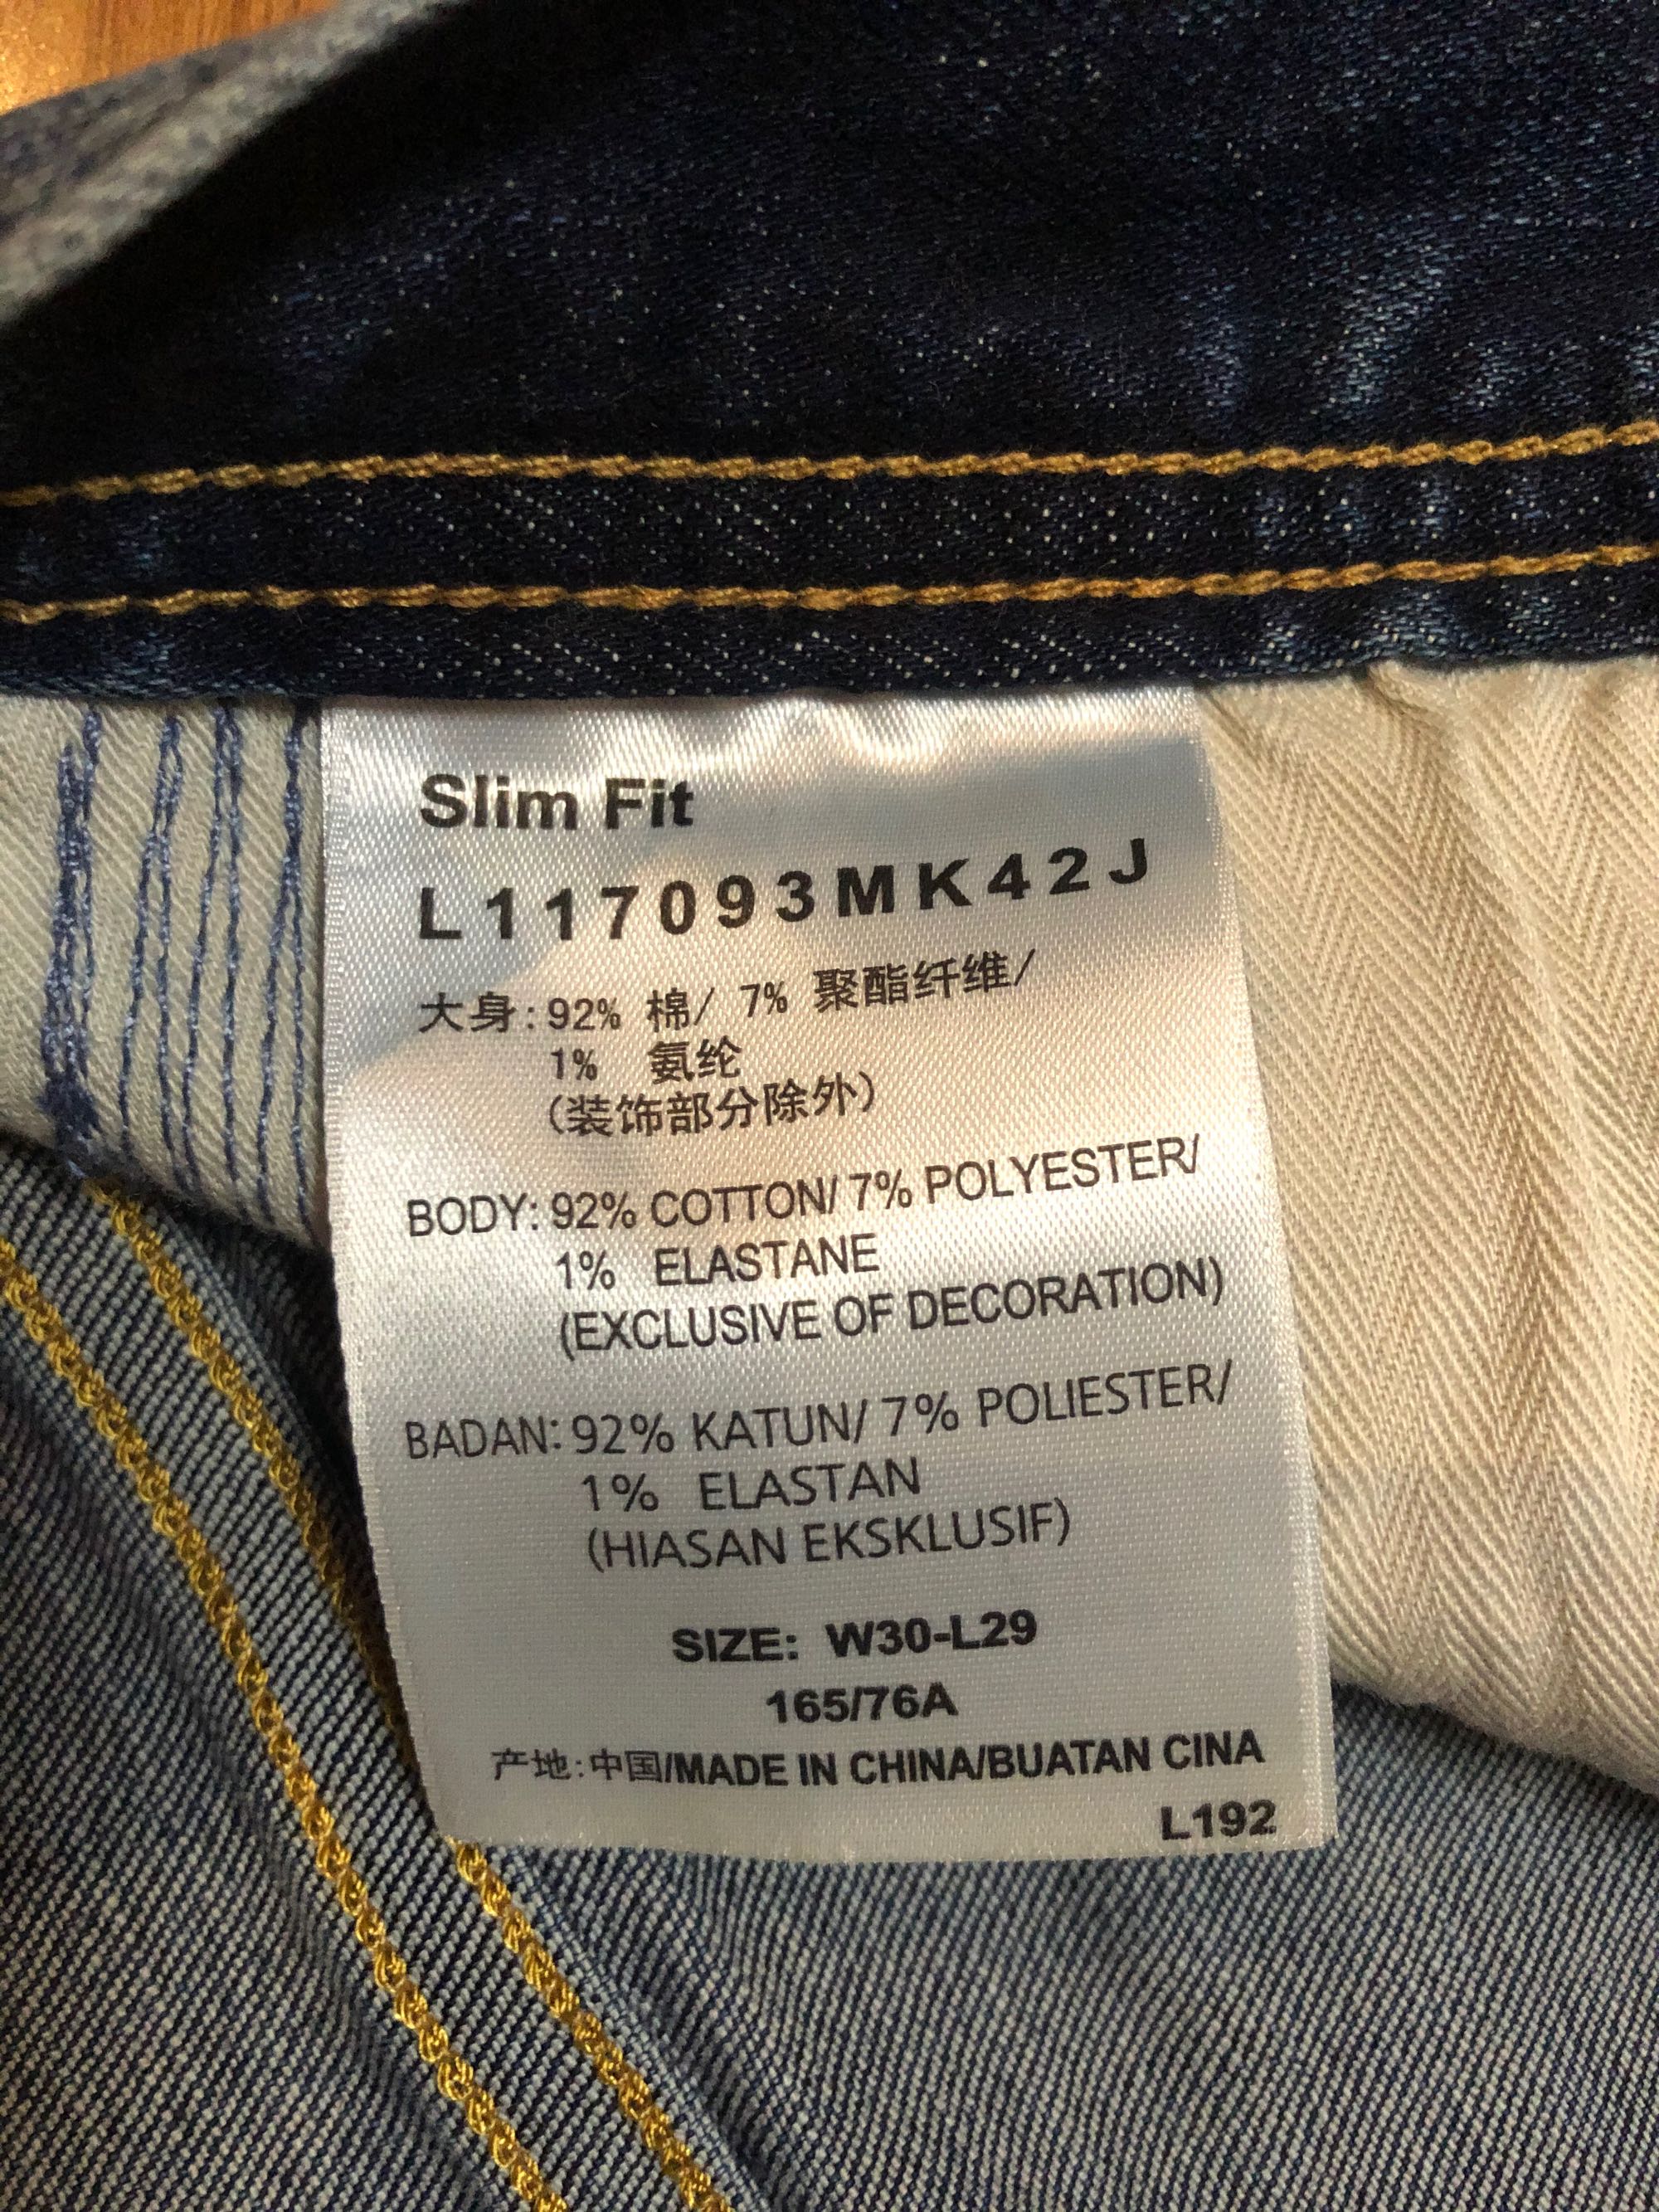 Slim Fit
L117093MK42J
大身:92% 棉/ 7% 聚酯纤维/
1% 氨纶
(装饰部分除外)
BODY: 92% COTTON/ 7% POLYESTER/
1% ELASTANE
(EXCLUSIVE OF DECORATION)
BADAN: 92% KATUN/ 7% POLIESTER/
1% ELASTAN
(HIASAN EKSKLUSIF)
SIZE: W30-L29
165/76A
产地:中国/MADE IN CHINA/BUATAN CINA
L192